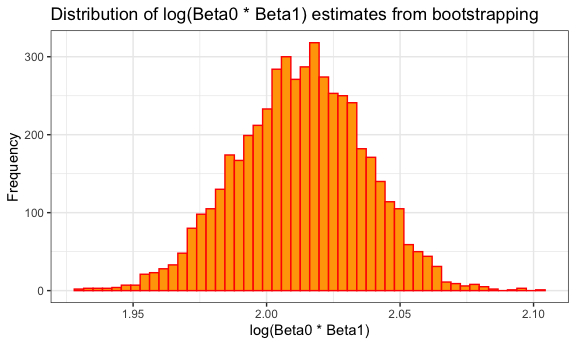 Distribution of log(Beta0 * Beta1) estimates from bootstrapping
300
200
100
0
Frequency
1.95
2.00
2.05
2.10
log(Beta0 * Beta1)